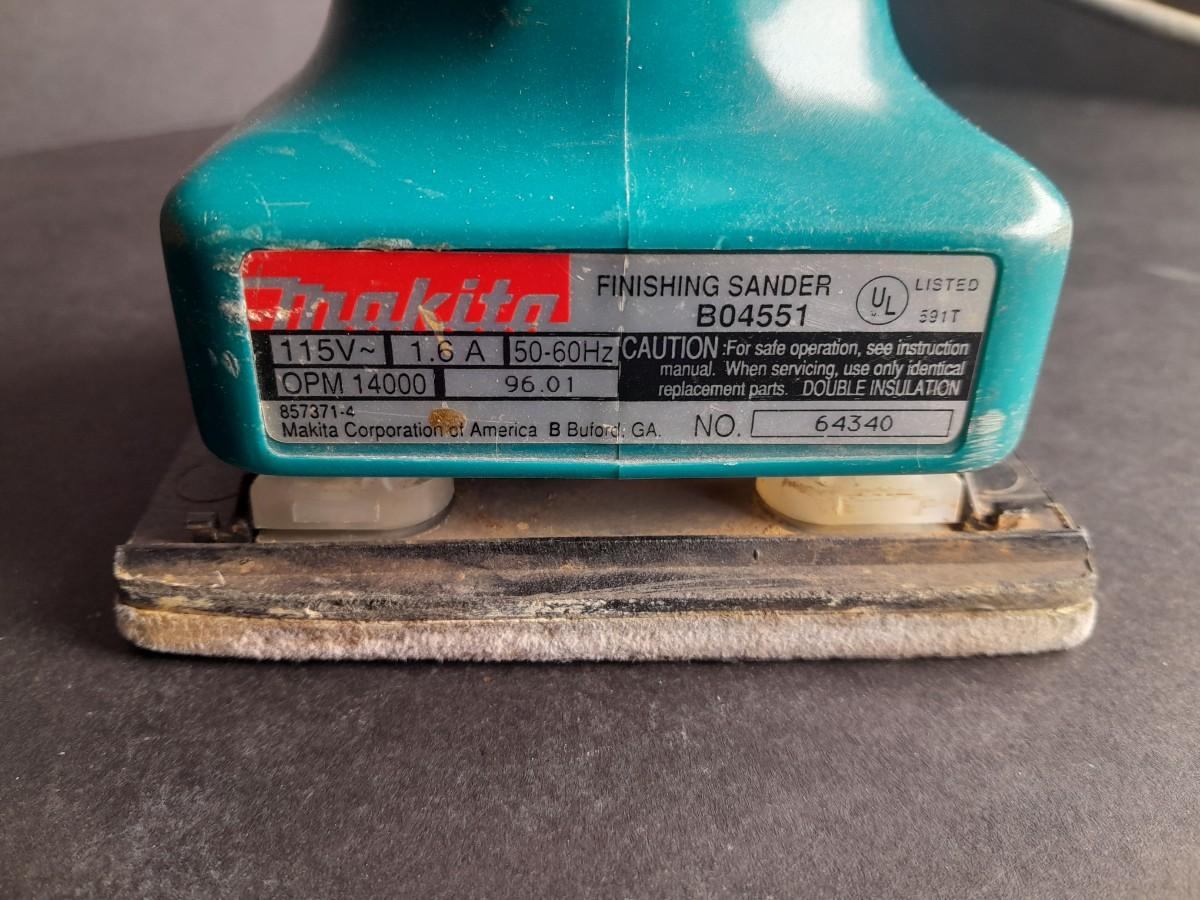 makita
FINISHING SANDER
B04551
UL LISTED
591T
115V~ 1.6 A 50-60Hz
OPM 14000 96.01
CAUTION :For safe operation, see instruction
manual. When servicing, use only identical
replacement parts. DOUBLE INSULATION
857371-4
Makita Corporation of America B Buford, GA.
NO. 64340